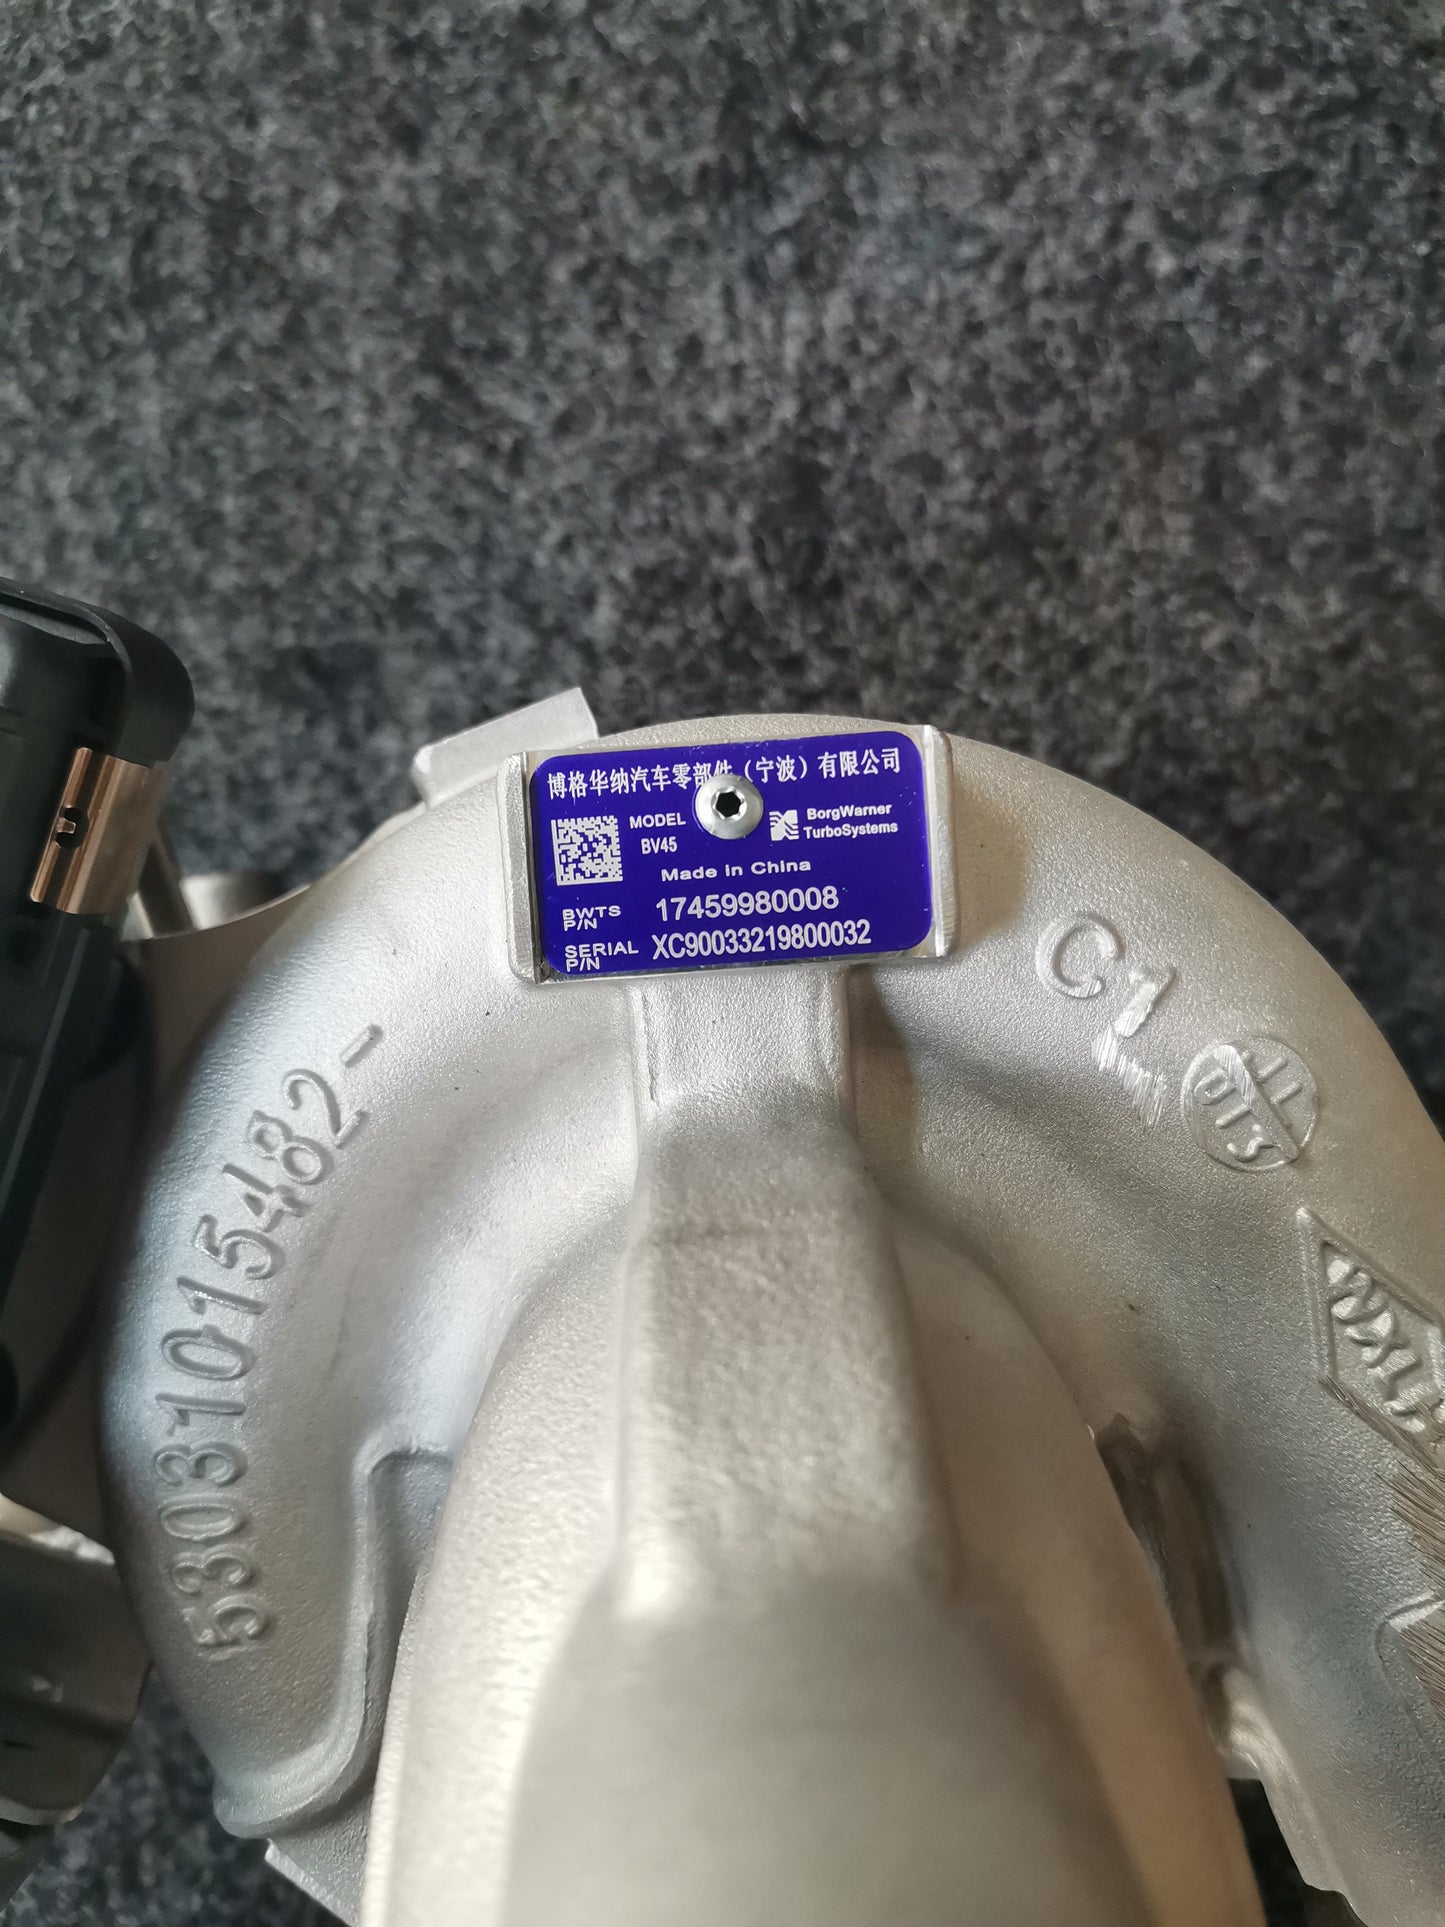 博格华纳汽车零部件（宁波）有限公司
MODEL
BV45
BorgWarner
TurboSystems
Made in China
BWTS
P/N
17459980008
SERIAL
P/N
XC90033219800032
C1
53031015482-